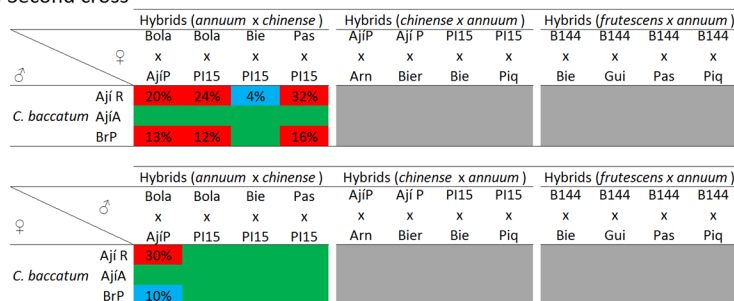 Second cross
Hybrids (annuum x chinense) Hybrids (chinense x annuum) Hybrids (frutescens x annuum)
♀ Bola Bola Bie Pas AjíP Ají P PI15 PI15 B144 B144 B144 B144
x x x x x x x x x x x x
♂ AjíP PI15 PI15 PI15 Arn Bier Bie Piq Bie Gui Pas Piq
Ají R 20% 24% 4% 32%
C. baccatum AjíA
BrP 13% 12% 16%
Hybrids (annuum x chinense) Hybrids (chinense x annuum) Hybrids (frutescens x annuum)
♂ Bola Bola Bie Pas AjíP Ají P PI15 PI15 B144 B144 B144 B144
x x x x x x x x x x x x
♀ AjíP PI15 PI15 PI15 Arn Bier Bie Piq Bie Gui Pas Piq
Ají R 30%
C. baccatum AjíA
BrP 10%